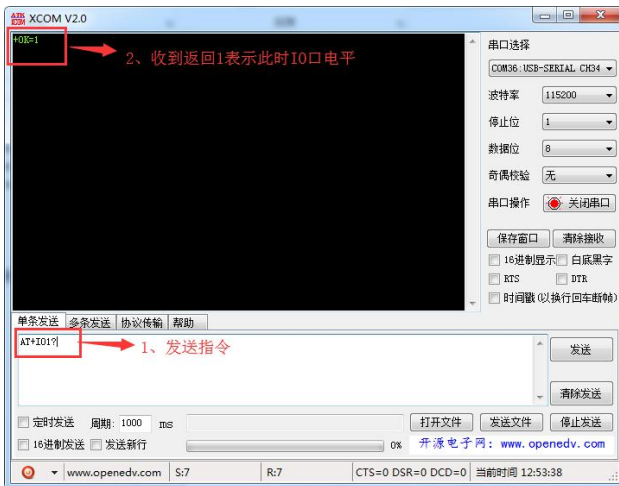 ATK XCOM XCOM V2.0
+OK=1
2、收到返回1表示此时IO口电平
串口选择
COM36:USB-SERIAL CH34
波特率 115200
停止位 1
数据位 8
奇偶校验 无
串口操作 关闭串口
保存窗口 清除接收
16进制显示 白底黑字
RTS DTR
时间戳(以换行回车断帧)
单条发送 多条发送 协议传输 帮助
AT+IO1?
1、发送指令
发送
清除发送
定时发送 周期: 1000 ms 打开文件 发送文件 停止发送
16进制发送 发送新行 0% 开源电子网: www.openedv.com
www.openedv.com S:7 R:7 CTS=0 DSR=0 DCD=0 当前时间 12:53:38